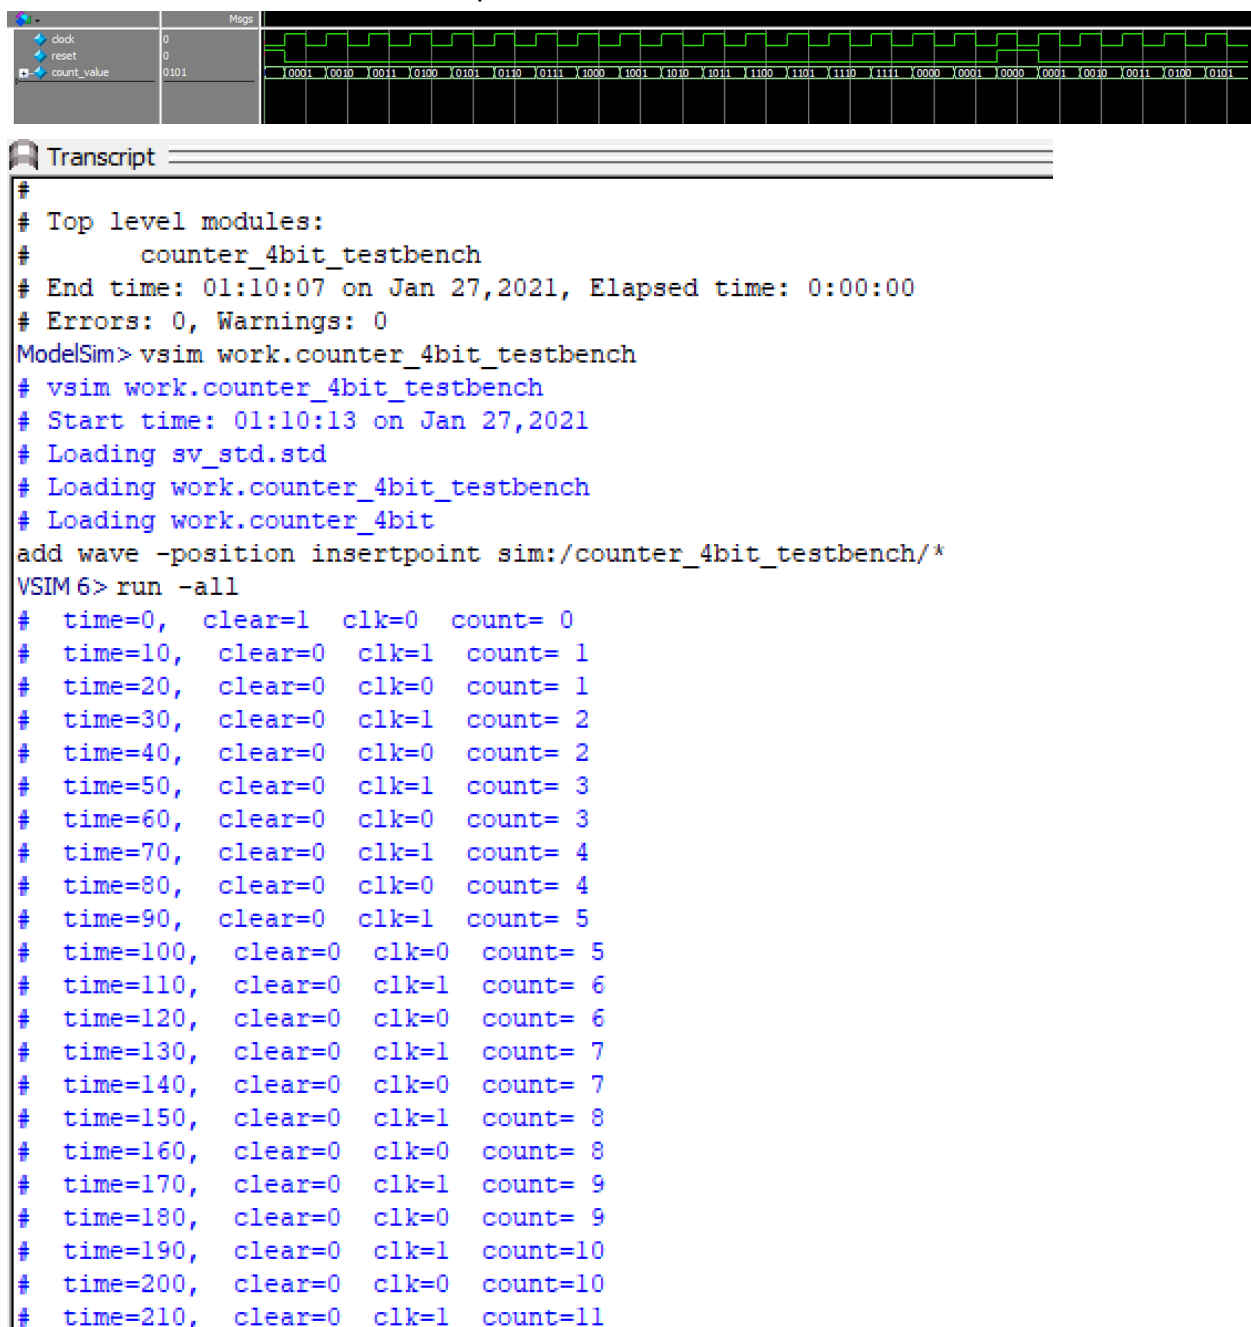 Msgs
clock 0
reset 0
count_value 0101 0001 0010 0011 0100 0101 0110 0111 1000 1001 1010 1011 1100 1101 1110 1111 0000 0001 0000 0001 0010 0011 0100 0101
Transcript
#
# Top level modules:
# counter_4bit_testbench
# End time: 01:10:07 on Jan 27,2021, Elapsed time: 0:00:00
# Errors: 0, Warnings: 0
ModelSim> vsim work.counter_4bit_testbench
# vsim work.counter_4bit_testbench
# Start time: 01:10:13 on Jan 27,2021
# Loading sv_std.std
# Loading work.counter_4bit_testbench
# Loading work.counter_4bit
add wave -position insertpoint sim:/counter_4bit_testbench/*
VSIM 6> run -all
# time=0, clear=1 clk=0 count= 0
# time=10, clear=0 clk=1 count= 1
# time=20, clear=0 clk=0 count= 1
# time=30, clear=0 clk=1 count= 2
# time=40, clear=0 clk=0 count= 2
# time=50, clear=0 clk=1 count= 3
# time=60, clear=0 clk=0 count= 3
# time=70, clear=0 clk=1 count= 4
# time=80, clear=0 clk=0 count= 4
# time=90, clear=0 clk=1 count= 5
# time=100, clear=0 clk=0 count= 5
# time=110, clear=0 clk=1 count= 6
# time=120, clear=0 clk=0 count= 6
# time=130, clear=0 clk=1 count= 7
# time=140, clear=0 clk=0 count= 7
# time=150, clear=0 clk=1 count= 8
# time=160, clear=0 clk=0 count= 8
# time=170, clear=0 clk=1 count= 9
# time=180, clear=0 clk=0 count= 9
# time=190, clear=0 clk=1 count=10
# time=200, clear=0 clk=0 count=10
# time=210, clear=0 clk=1 count=11